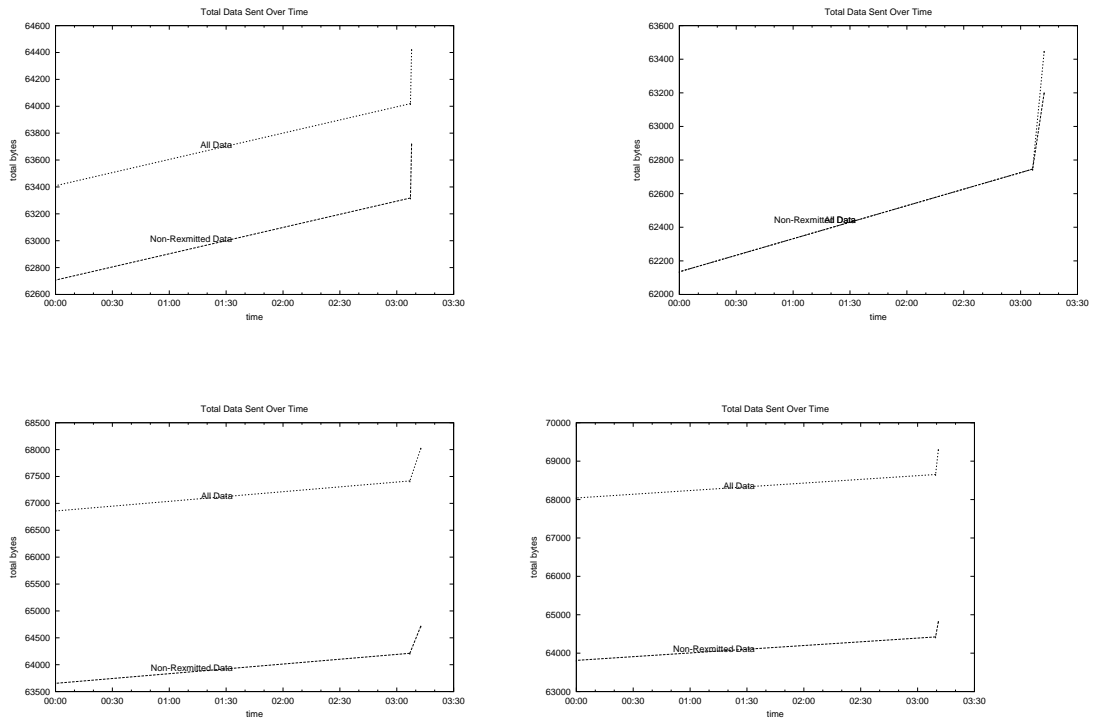 Total Data Sent Over Time
64600
64400
64200
64000
63800
63600
63400
63200
63000
62800
62600
total bytes
All Data
Non-Rexmitted Data
00:00 00:30 01:00 01:30 02:00 02:30 03:00 03:30
time
Total Data Sent Over Time
63600
63400
63200
63000
62800
62600
62400
62200
62000
total bytes
Non-Rexmitted Data
All Data
00:00 00:30 01:00 01:30 02:00 02:30 03:00 03:30
time
Total Data Sent Over Time
68500
68000
67500
67000
66500
66000
65500
65000
64500
64000
63500
total bytes
All Data
Non-Rexmitted Data
00:00 00:30 01:00 01:30 02:00 02:30 03:00 03:30
time
Total Data Sent Over Time
70000
69000
68000
67000
66000
65000
64000
63000
total bytes
All Data
Non-Rexmitted Data
00:00 00:30 01:00 01:30 02:00 02:30 03:00 03:30
time